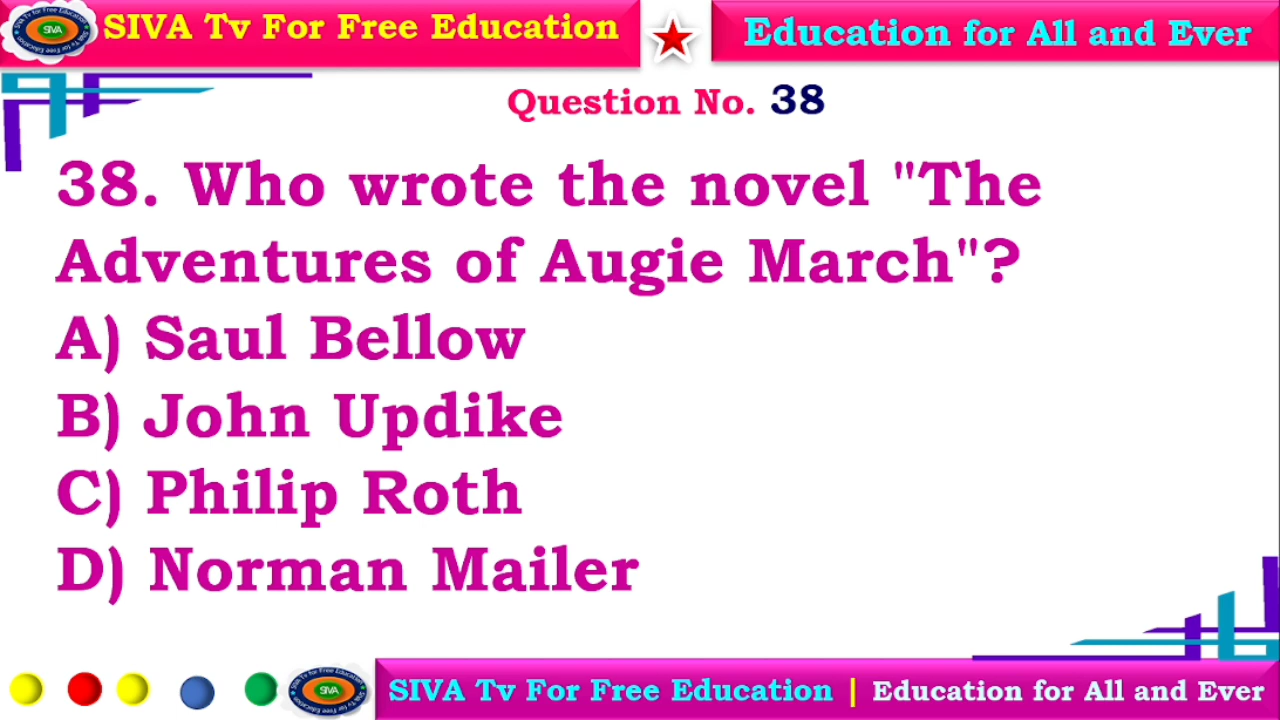 SIVA Tv For Free Education
Education for All and Ever
Question No. 38
38. Who wrote the novel "The
Adventures of Augie March"?
A) Saul Bellow
B) John Updike
C) Philip Roth
D) Norman Mailer
SIVA
SIVA Tv For Free Education | Education for All and Ever